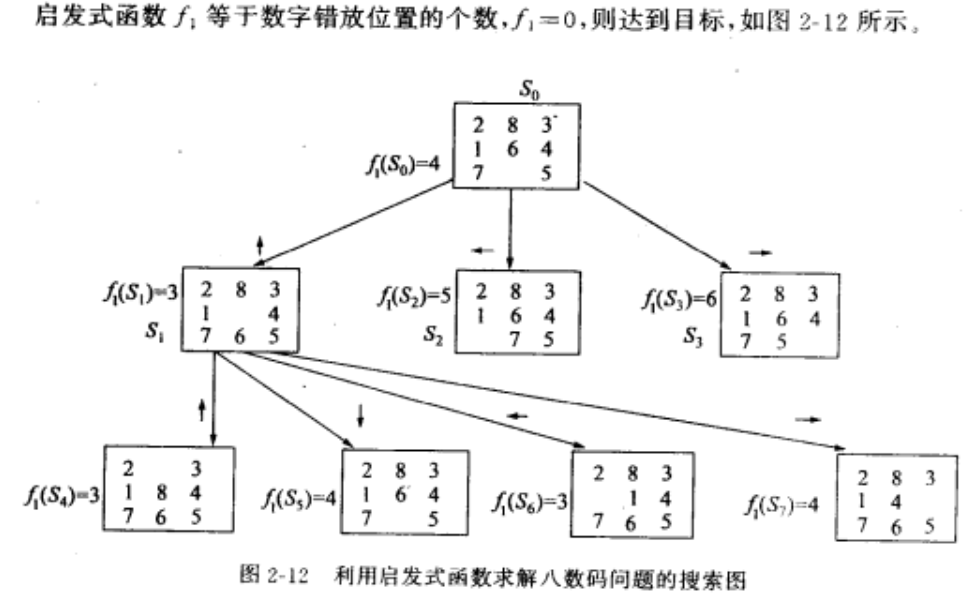 启发式函数 f₁ 等于数字错放位置的个数,f₁=0,则达到目标,如图 2-12 所示。
S₀
2 8 3
1 6 4
7 5
f₁(S₀)=4
↑
←
→
f₁(S₁)=3
S₁
2 8 3
1 4
7 6 5
f₁(S₂)=5
S₂
2 8 3
1 6 4
7 5
f₁(S₃)=6
S₃
2 8 3
1 6 4
7 5
↑
↓
←
→
f₁(S₄)=3
2 3
1 8 4
7 6 5
f₁(S₅)=4
2 8 3
1 6 4
7 5
f₁(S₆)=3
2 8 3
1 4
7 6 5
f₁(S₇)=4
2 8 3
1 4
7 6 5
图 2-12 利用启发式函数求解八数码问题的搜索图